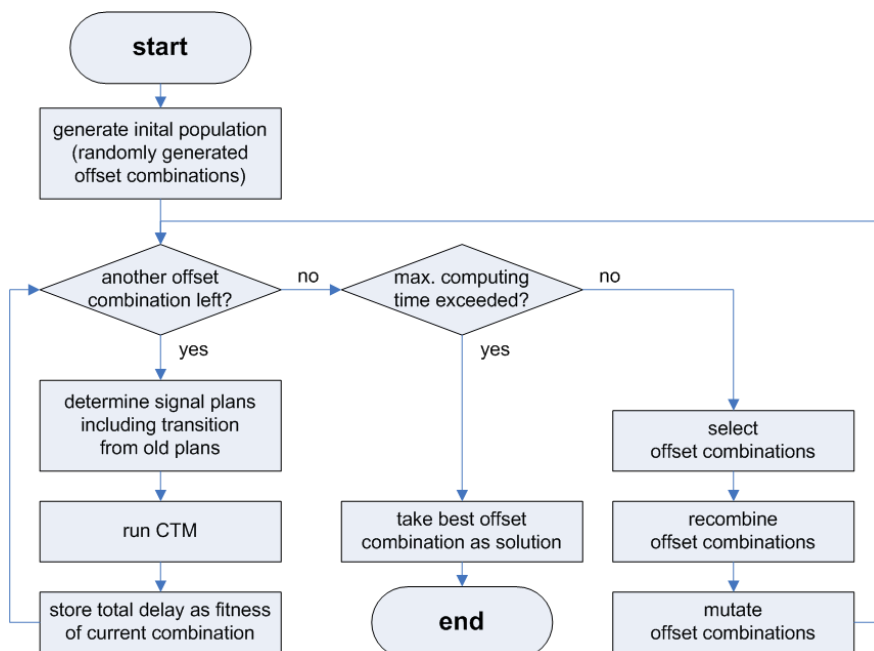 start
generate inital population
(randomly generated
offset combinations)
another offset
combination left?
no
max. computing
time exceeded?
no
yes
yes
determine signal plans
including transition
from old plans
select
offset combinations
run CTM
take best offset
combination as solution
recombine
offset combinations
store total delay as fitness
of current combination
end
mutate
offset combinations